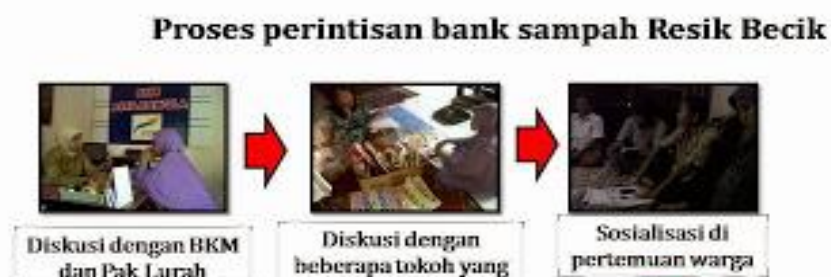 Proses perintisan bank sampah Resik Becik
Diskusi dengan BKM
dan Pak Lurah
Diskusi dengan
beberapa tokoh yang
Sosialisasi di
pertemuan warga